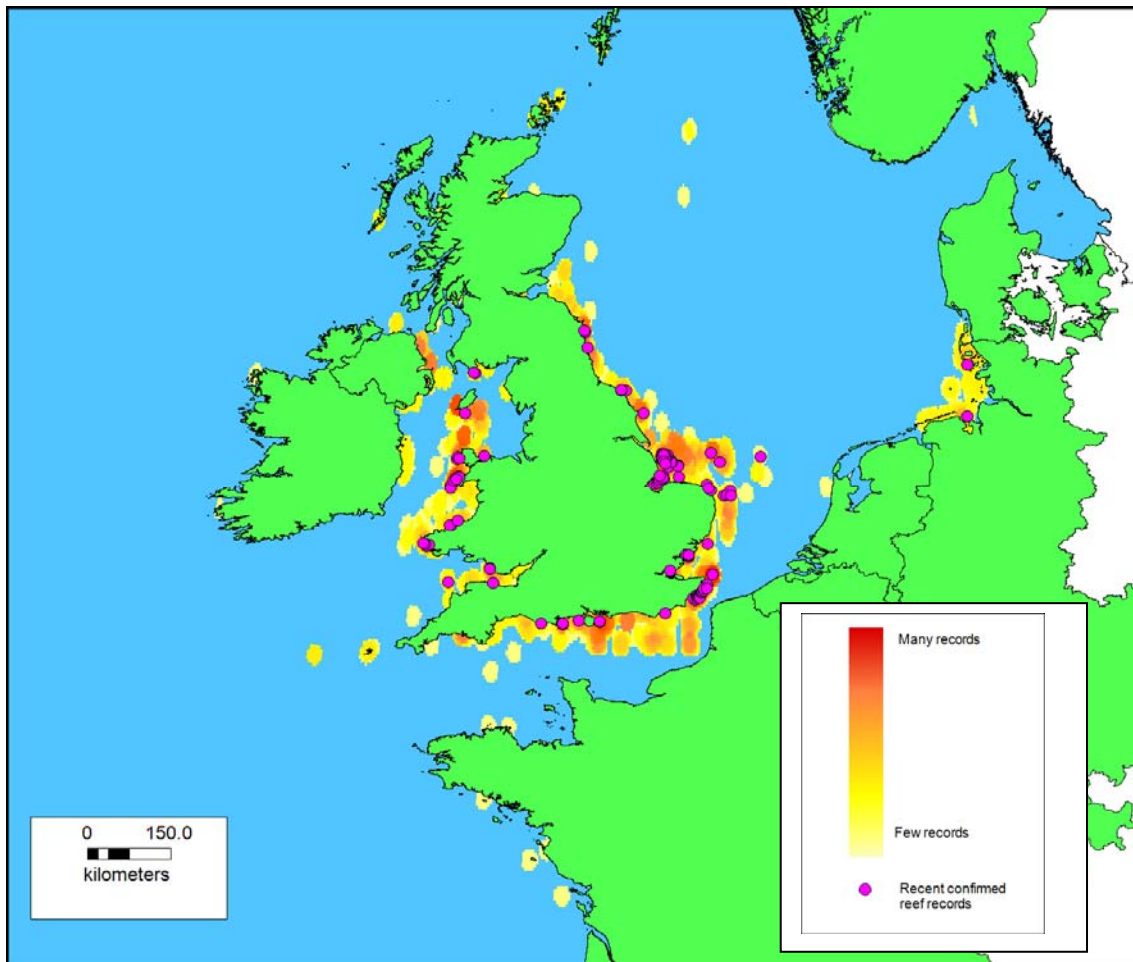 Many records
Few records
Recent confirmed
reef records
0 150.0
kilometers